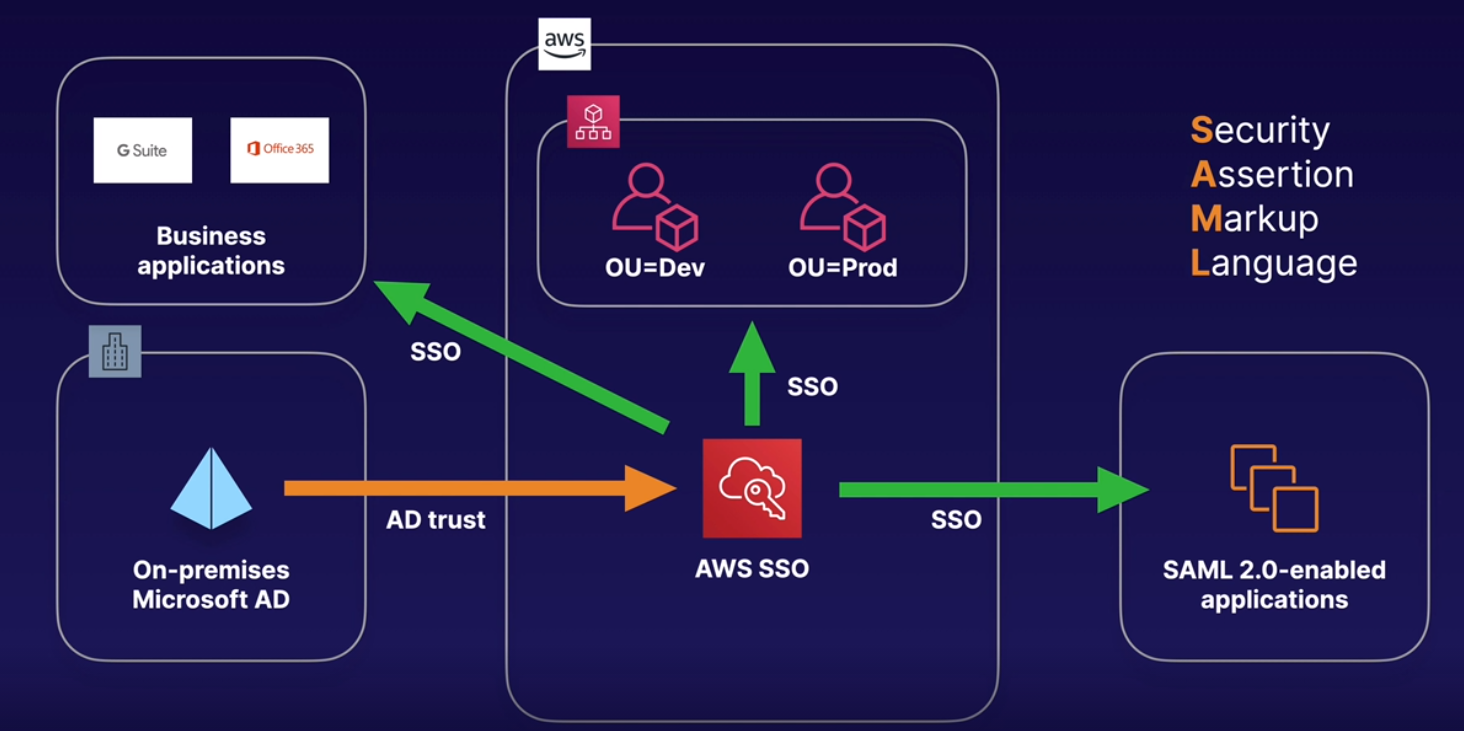 aws
G Suite
Office 365
Business
applications
OU=Dev
OU=Prod
Security
Assertion
Markup
Language
SSO
SSO
AD trust
SSO
AWS SSO
On-premises
Microsoft AD
SAML 2.0-enabled
applications